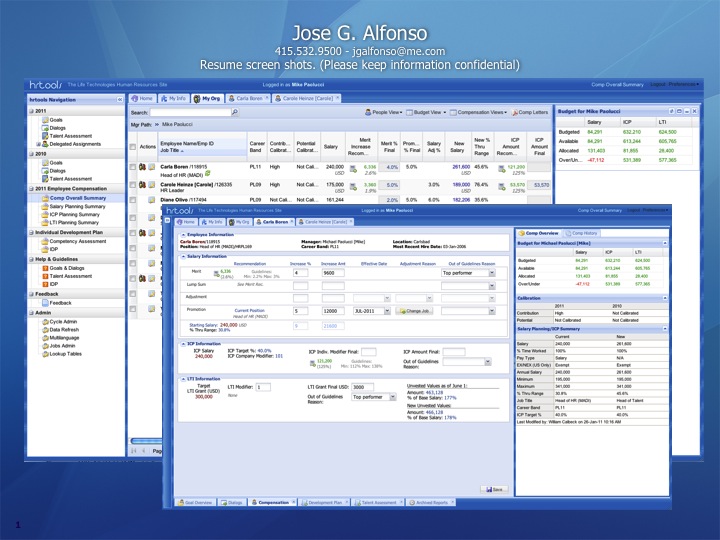 Jose G. Alfonso
415.532.9500 - jgalfonso@me.com
Resume screen shots. (Please keep information confidential)
hrtools The Life Technologies Human Resources Site Logged in as Mike Paolucci Comp Overall Summary Logout Preferences
hrtools Navigation
2011
Goals
Dialogs
Talent Assessment
Delegated Assignments
2010
Goals
Dialogs
Talent Assessment
2011 Employee Compensation
Comp Overall Summary
Salary Planning Summary
ICP Planning Summary
LTI Planning Summary
Individual Development Plan
Competency Assessment
IDP
Help & Guidelines
Goals & Dialogs
Talent Assessment
IDP
Feedback
Feedback
Admin
Cycle Admin
Data Refresh
Multilanguage
Jobs Admin
Lookup Tables
Home My Info My Org Carla Boren Carole Heinze [Carole]
Search: People View Budget View Compensation Views Comp Letters
Mgr Path: Mike Paolucci
Actions Employee Name/Emp ID Job Title Career Band Contrib... Calibrat... Potential Calibrat... Salary Merit Increase Recom... Merit % Final Prom... % Final Salary Adj % New Salary New % Thru Range ICP Amount Recom... ICP Amount Final
Carla Boren /118915 PL11 High Not Cali... 240,000 6,336 4.0% 5.0% 261,600 45.6% 121,200
Head of HR (MADI) USD 2.6% USD 125%
Carole Heinze [Carole] /126335 PL09 High Not Cali... 175,000 3,360 5.0% 3.0% 189,000 76.4% 53,570 53,570
HR Leader USD 1.9% USD 125%
Diane Olivo /117494 PL09 Not Cali... Not Cali... 161,244 2.0% 5.0% 6.0% 182,206 35.8%
Page
Budget for Mike Paolucci
Salary ICP LTI
Budgeted 84,291 632,210 624,500
Available 84,291 613,244 605,765
Allocated 131,403 81,855 28,400
Over/Un... -47,112 531,389 577,365
hrtools The Life Technologies Human Resources Site Logged in as Mike Paolucci Comp Overall Summary Logout Preferences
Home My Info My Org Carla Boren Carole Heinze [Carole]
Employee Information
Carla Boren/118915 Manager: Michael Paolucci [Mike] Location: Carlsbad
Position: Head of HR (MADI)/HRPL169 Career Band: PL11 Most Recent Hire Date: 03-Jan-2006
Salary Information
Recommendation Increase % Increase Amt Effective Date Adjustment Reason Out of Guidelines Reason
Merit 6,336 (2.6%) Guidelines: Min: 2.2% Max: 3% 4 9600 Top performer
Lump Sum See Merit Rec.
Adjustment
Promotion Current Position Head of HR (MADI) 5 12000 JUL-2011 Change Job
Starting Salary: 240,000 USD 9 21600
% Thru Range: 30.8%
ICP Information
ICP Salary 240,000 ICP Target %: 40.0% ICP Company Modifier: 101 ICP Indiv. Modifier Final ICP Amount Final:
121,200 (125%) Guidelines: Min: 112% Max: 138% Out of Guidelines Reason:
LTI Information
Target LTI Grant (USD) 300,000 LTI Modifier: 1 None LTI Grant Final USD: 3000 Out of Guidelines Reason: Top performer
Unvested Values as of June 1:
Amount: 463,128
% of Base Salary: 177%
New Unvested Values:
Amount: 466,128
% of Base Salary: 178%
Save
Goal Overview Dialogs Compensation Development Plan Talent Assessment Archived Reports
Comp Overview Comp History
Budget for Michael Paolucci [Mike]
Salary ICP LTI
Budgeted 84,291 632,210 624,500
Available 84,291 613,244 605,765
Allocated 131,403 81,855 28,400
Over/Under -47,112 531,389 577,365
Calibration
2011 2010
Contribution High Not Calibrated
Potential Not Calibrated Not Calibrated
Salary Planning/ICP Summary
Current New
Salary 240,000 261,600
% Time Worked 100% 100%
Pay Type Salary N/A
EX/NEX (US Only) Exempt Exempt
Annual Salary 240,000 261,600
Minimum 195,000 195,000
Maximum 341,000 341,000
% Thru Range 30.8% 45.6%
Job Title Head of HR (MADI) Head of Talent
Career Band PL11 PL11
ICP Target % 40.0% 40.0%
Last Modified by: William Calbeck on 26-Jan-11 10:16 AM
1